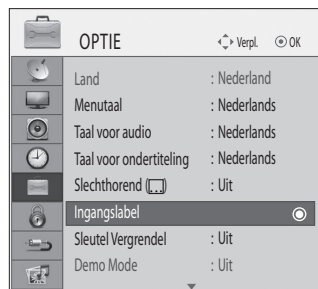 OPTIE Verpl. OK
Land : Nederland
Menutaal : Nederlands
Taal voor audio : Nederlands
Taal voor ondertiteling : Nederlands
Slechthorend ( ) : Uit
Ingangslabel
Sleutel Vergrendel : Uit
Demo Mode : Uit